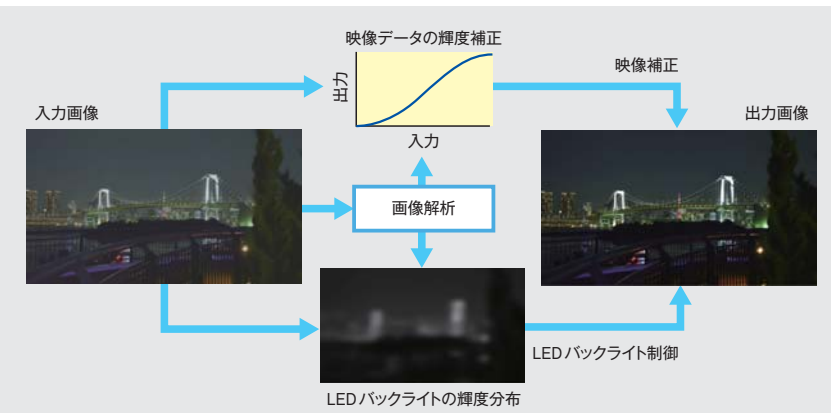 映像データの輝度補正
出力
入力
映像補正
入力画像
出力画像
画像解析
LEDバックライト制御
LEDバックライトの輝度分布